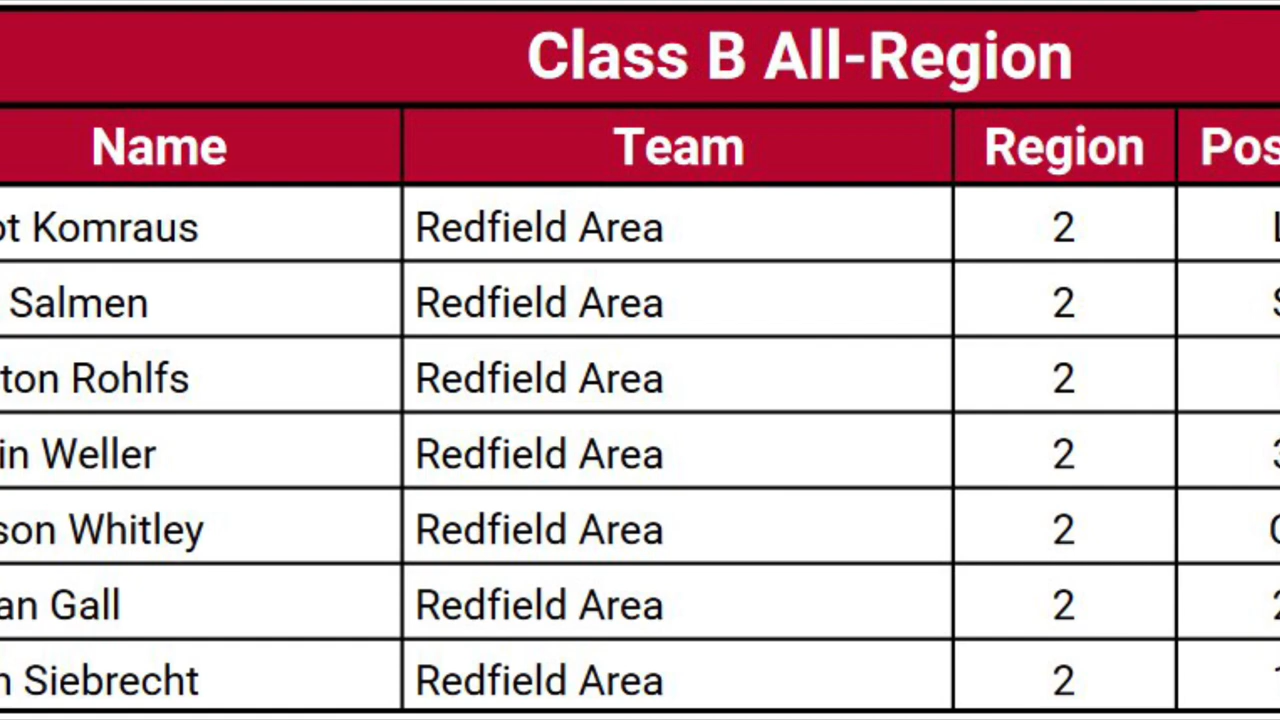 Class B All-Region
Name Team Region
Komraus Redfield Area 2
Salmen Redfield Area 2
Rohlfs Redfield Area 2
Weller Redfield Area 2
Whitley Redfield Area 2
Gall Redfield Area 2
Siebrecht Redfield Area 2